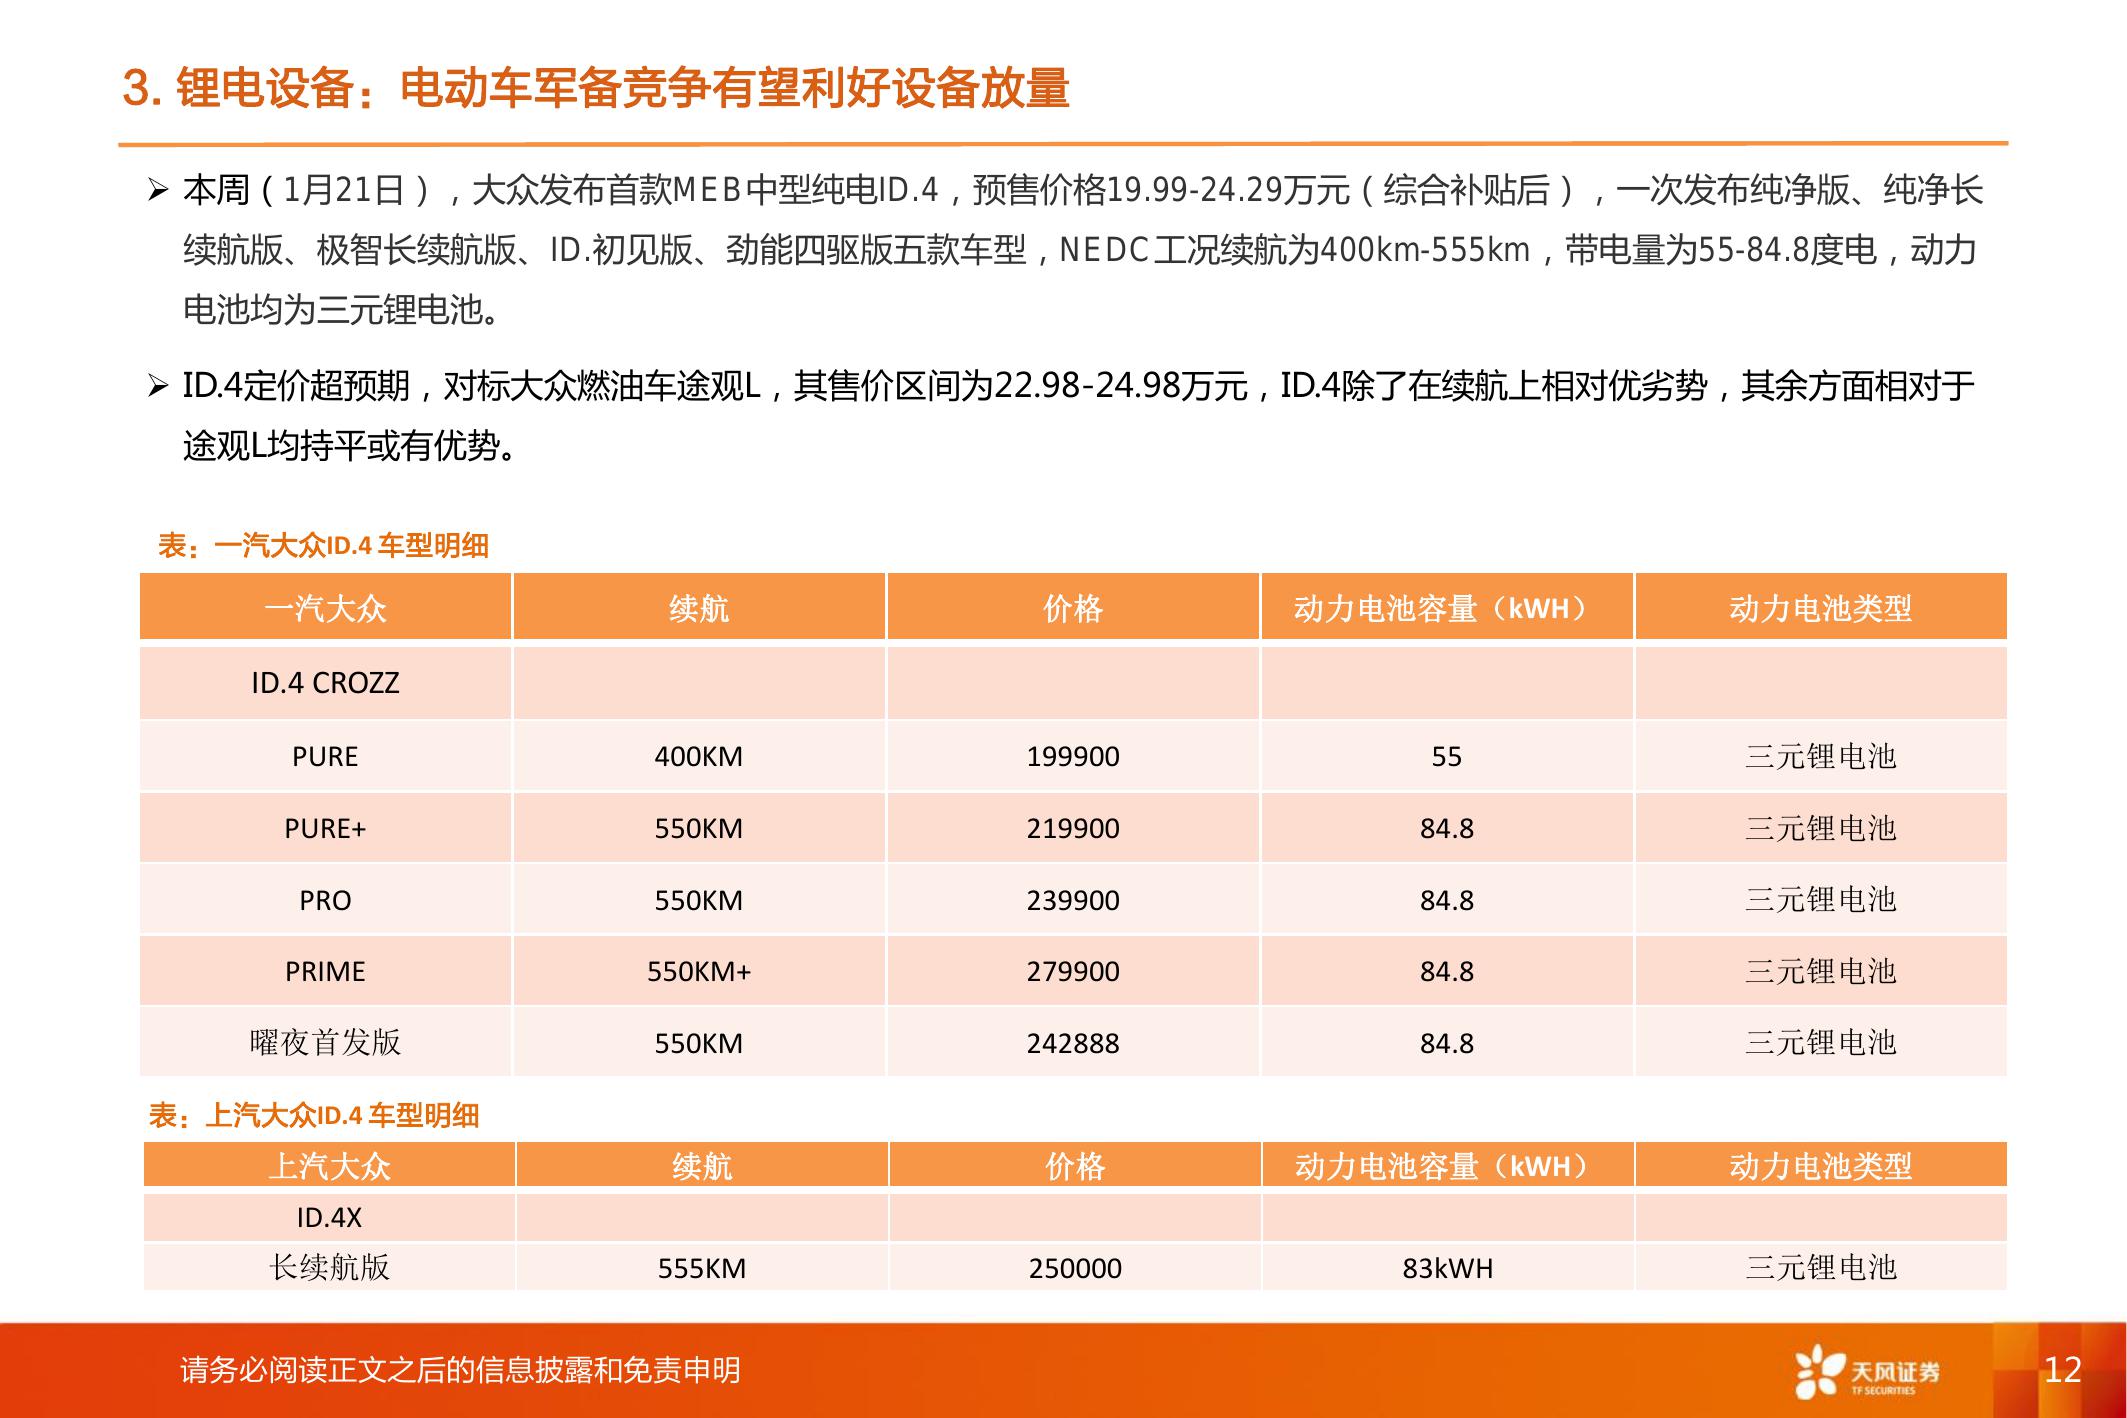 3. 锂电设备：电动车军备竞争有望利好设备放量
➢ 本周（1月21日），大众发布首款MEB中型纯电ID.4，预售价格19.99-24.29万元（综合补贴后），一次发布纯净版、纯净长
续航版、极智长续航版、ID.初见版、劲能四驱版五款车型，NEDC工况续航为400km-555km，带电量为55-84.8度电，动力
电池均为三元锂电池。
➢ ID.4定价超预期，对标大众燃油车途观L，其售价区间为22.98-24.98万元，ID.4除了在续航上相对优劣势，其余方面相对于
途观L均持平或有优势。
表：一汽大众ID.4 车型明细
一汽大众 续航 价格 动力电池容量（kWH） 动力电池类型
ID.4 CROZZ
PURE 400KM 199900 55 三元锂电池
PURE+ 550KM 219900 84.8 三元锂电池
PRO 550KM 239900 84.8 三元锂电池
PRIME 550KM+ 279900 84.8 三元锂电池
曜夜首发版 550KM 242888 84.8 三元锂电池
表：上汽大众ID.4 车型明细
上汽大众 续航 价格 动力电池容量（kWH） 动力电池类型
ID.4X
长续航版 555KM 250000 83kWH 三元锂电池
请务必阅读正文之后的信息披露和免责申明
天风证券
TF SECURITIES
12